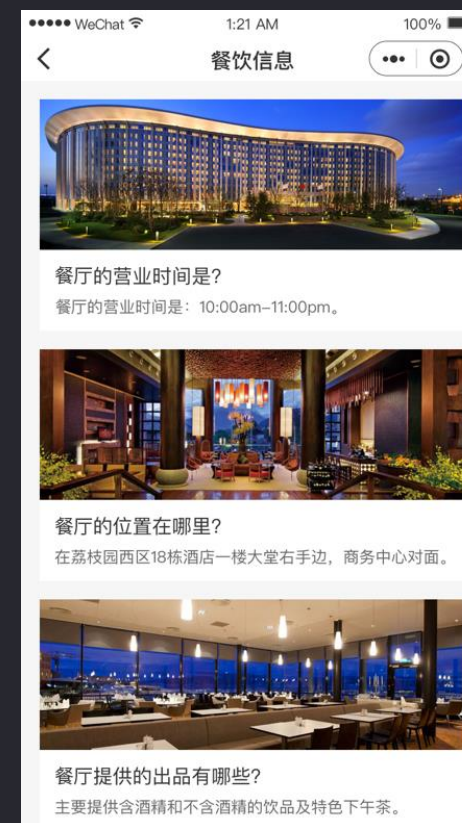 WeChat
1:21 AM
100%
餐饮信息
餐厅的营业时间是?
餐厅的营业时间是：10:00am–11:00pm。
餐厅的位置在哪里?
在荔枝园西区18栋酒店一楼大堂右手边，商务中心对面。
餐厅提供的出品有哪些?
主要提供含酒精和不含酒精的饮品及特色下午茶。